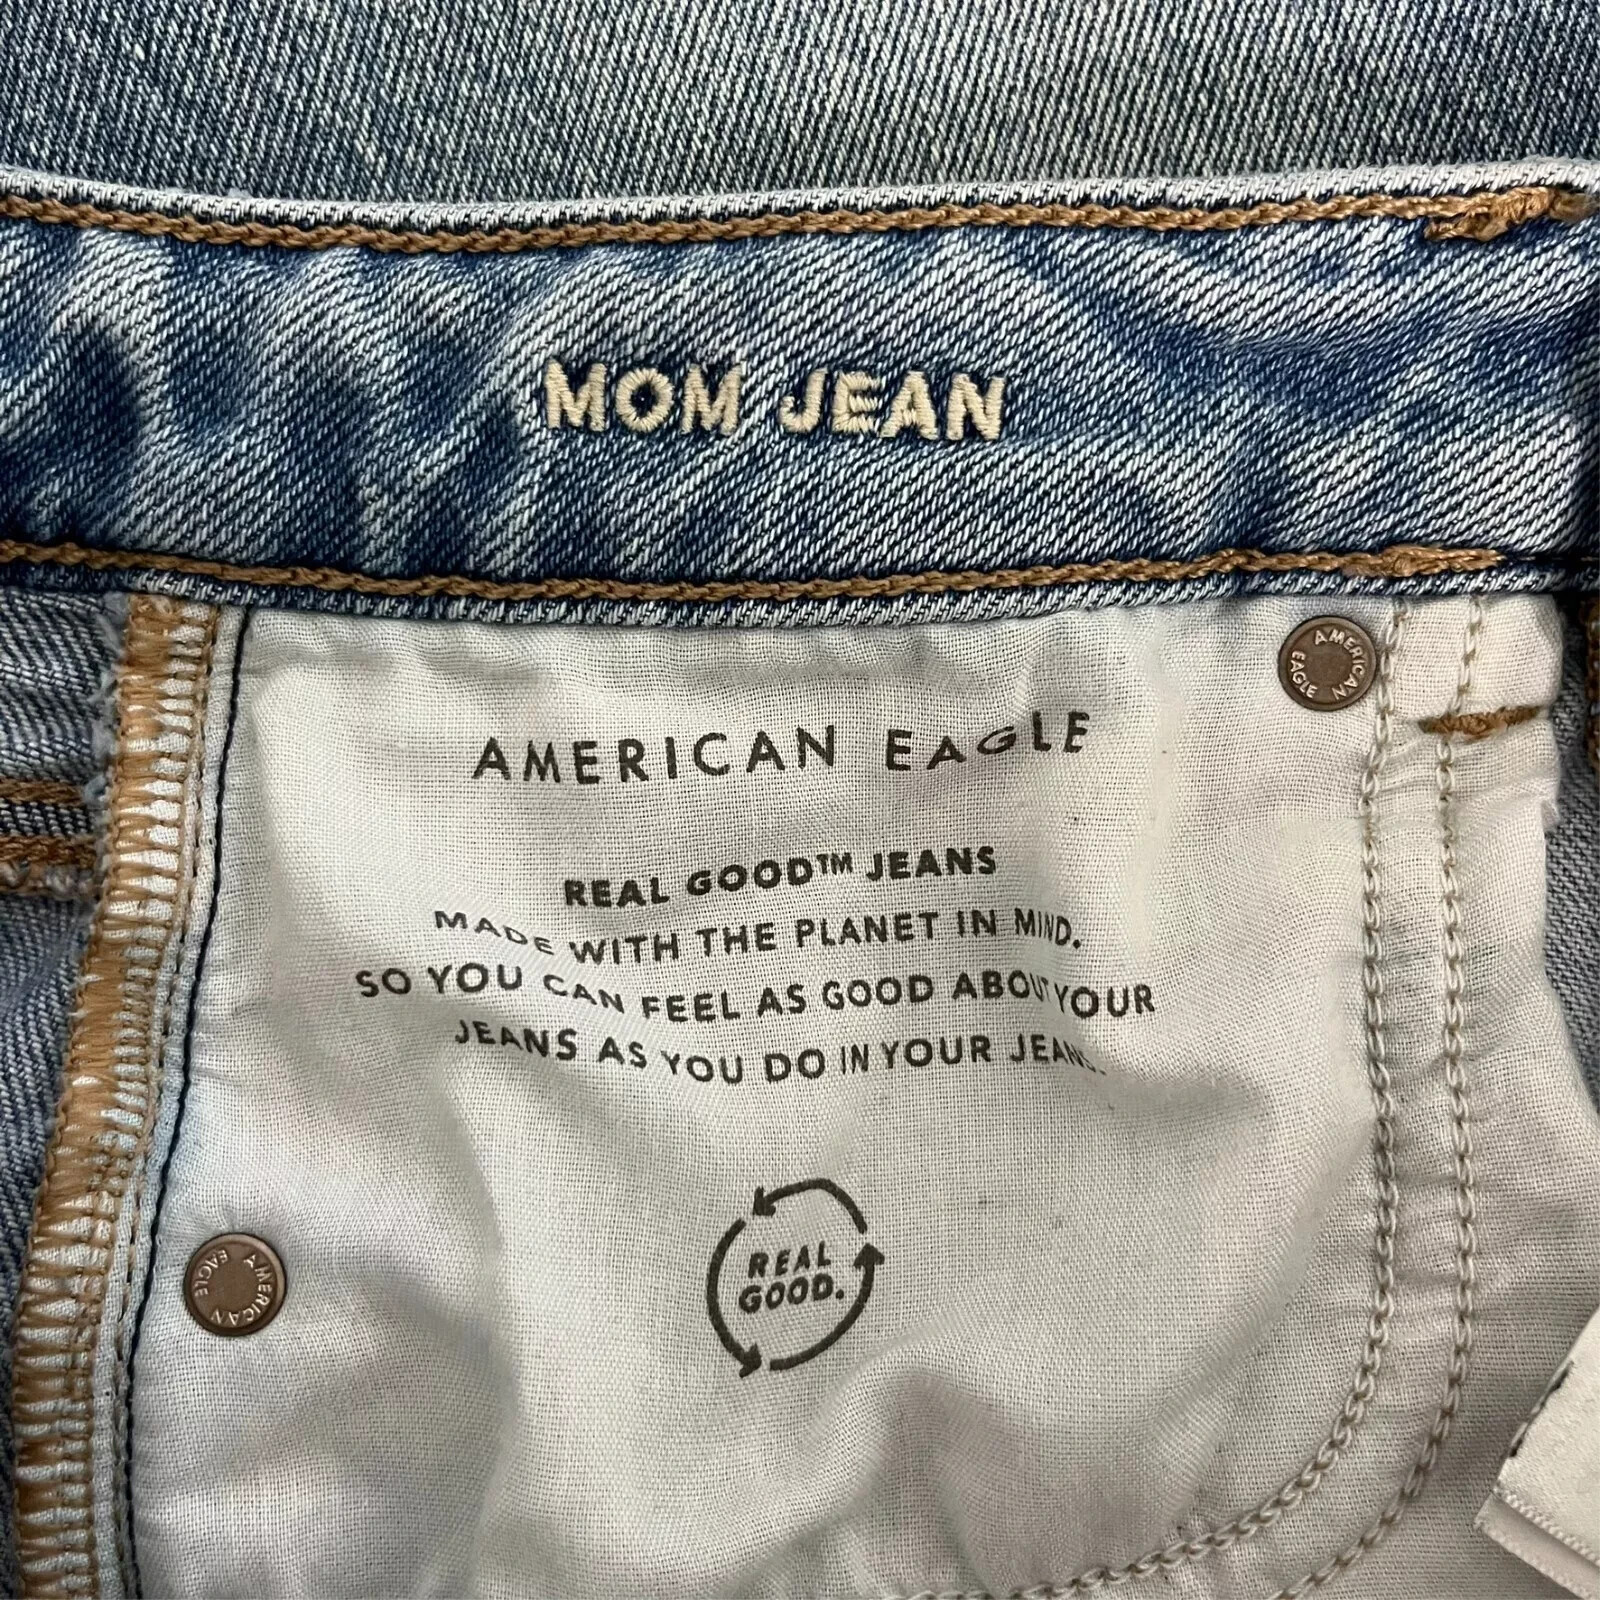 MOM JEAN
AMERICAN EAGLE
AMERICAN EAGLE
REAL GOOD™ JEANS
MADE WITH THE PLANET IN MIND.
SO YOU CAN FEEL AS GOOD ABOUT YOUR
JEANS AS YOU DO IN YOUR JEANS.
REAL
GOOD.
AMERICAN EAGLE